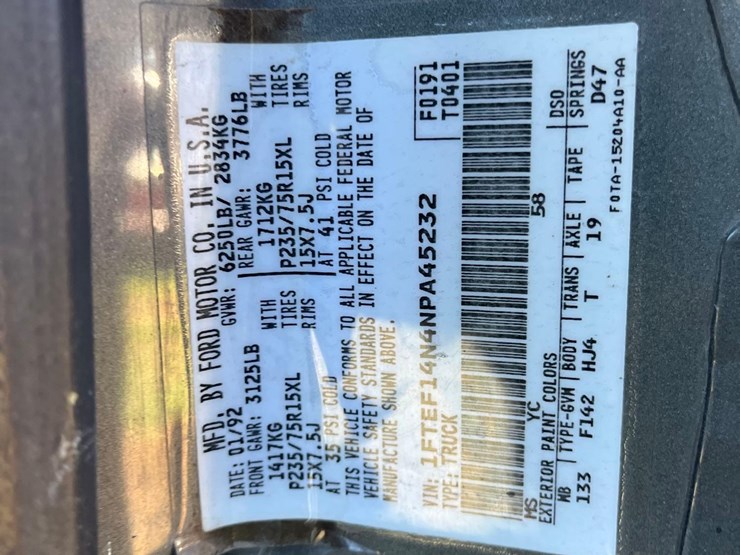 MFD. BY FORD MOTOR CO. IN U.S.A.
DATE: 01/92 GVWR: 6250LB/ 2834KG
FRONT GAWR: 3125LB REAR GAWR: 3776LB
1417KG WITH 1712KG WITH
P235/75R15XL TIRES P235/75R15XL TIRES
15X7.5J RIMS 15X7.5J RIMS
AT 35 PSI COLD AT 41 PSI COLD
THIS VEHICLE CONFORMS TO ALL APPLICABLE FEDERAL MOTOR
VEHICLE SAFETY STANDARDS IN EFFECT ON THE DATE OF
MANUFACTURE SHOWN ABOVE.
VIN: 1FTEF14N4NPA45232 F0191
TYPE: TRUCK T0401
MS YC 58
EXTERIOR PAINT COLORS DSO
WB TYPE-GVW BODY TRANS AXLE TAPE SPRINGS
133 F142 HJ4 T 19 D47
F0TA-15204A10-AA